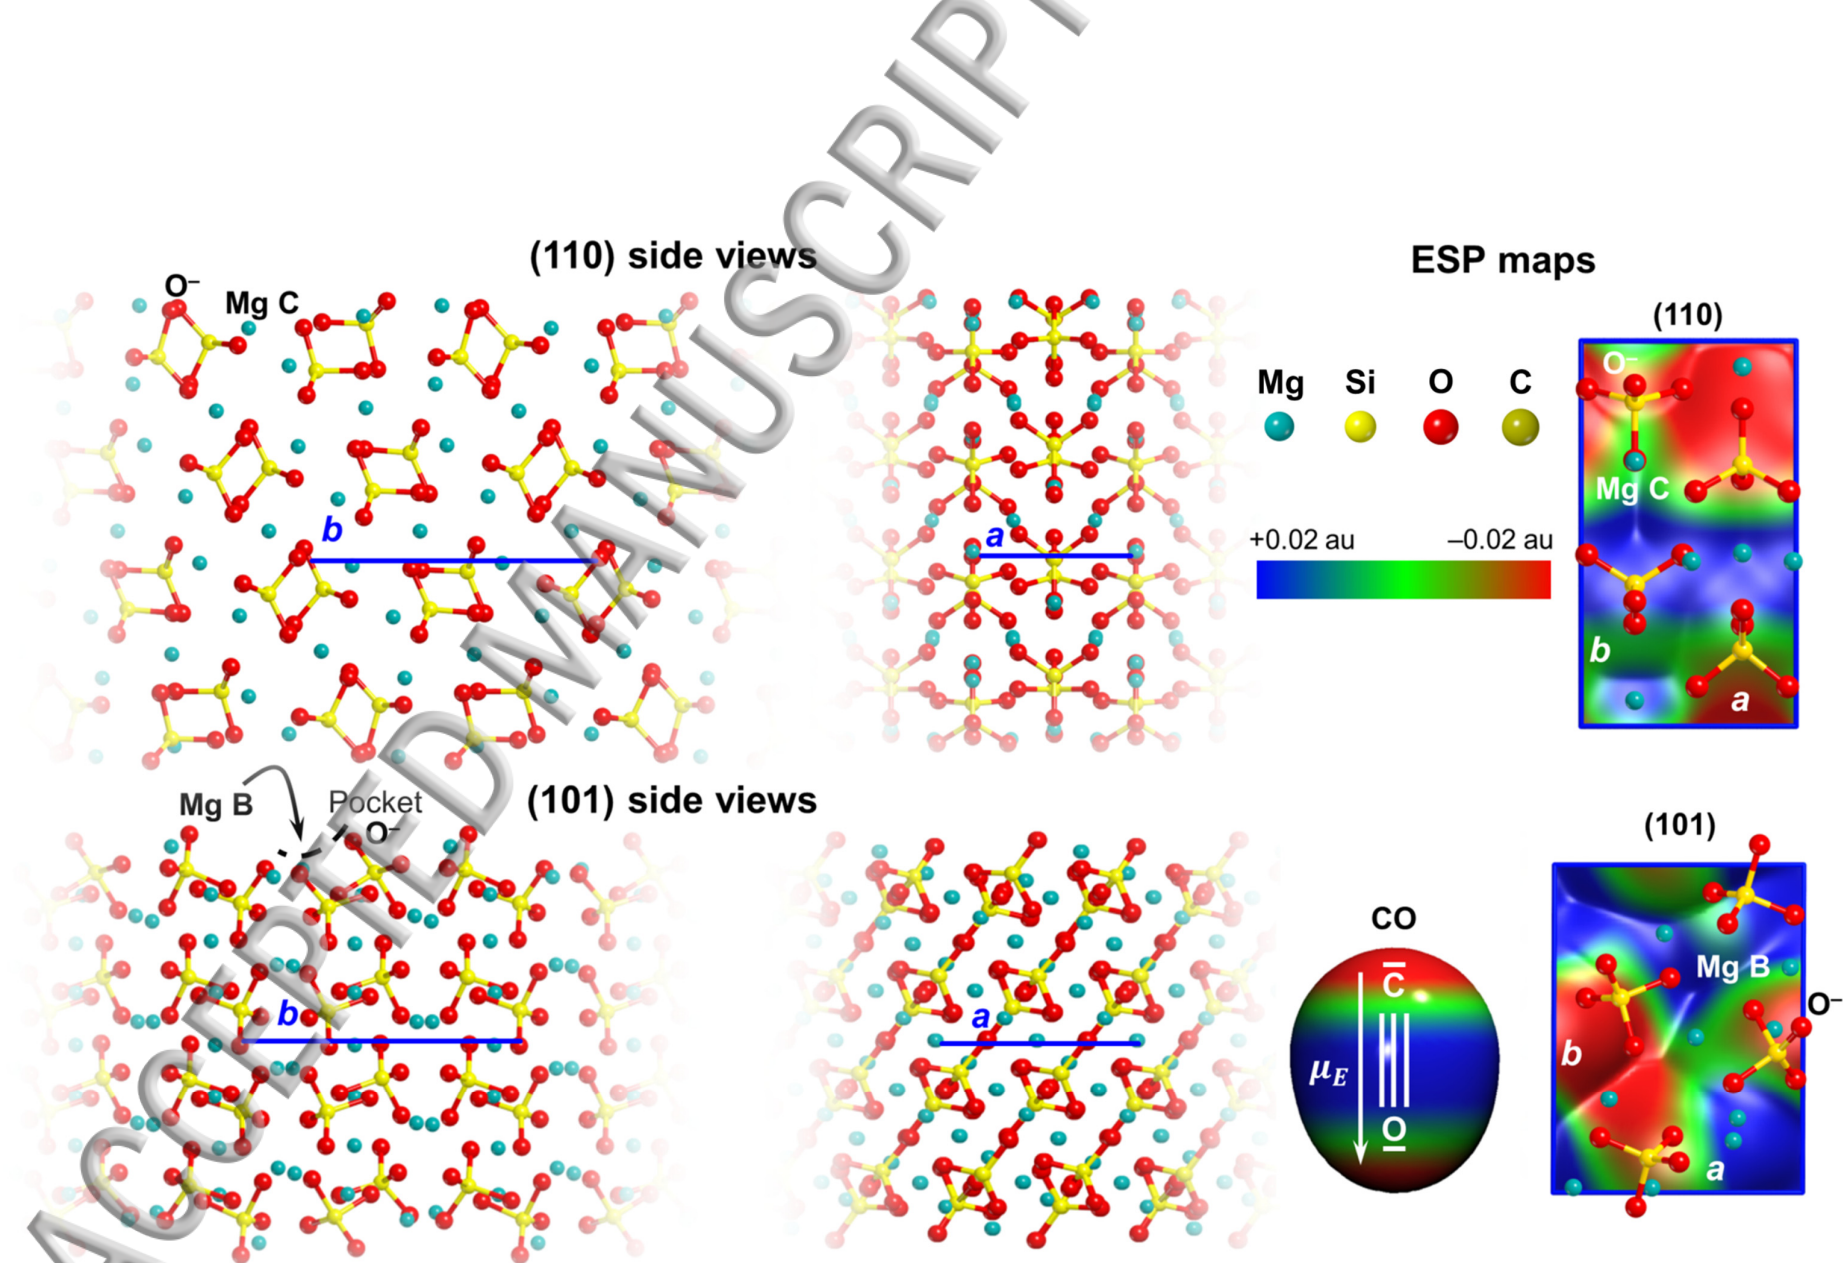 ACCEPTED MANUSCRIPT
(110) side views
ESP maps
O⁻
Mg C
b
a
Mg Si O C
+0.02 au –0.02 au
(110)
O⁻
Mg C
b
a
Mg B
Pocket
O⁻
(101) side views
b
a
CO
C
μE
O
(101)
Mg B
O⁻
b
a